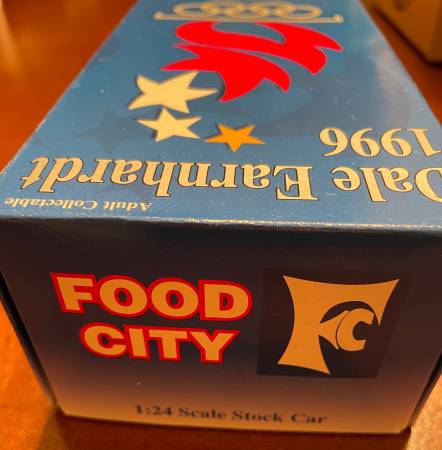 Dale Earnhardt
1996
Adult Collectable
FOOD
CITY
FC
1:24 Scale Stock Car